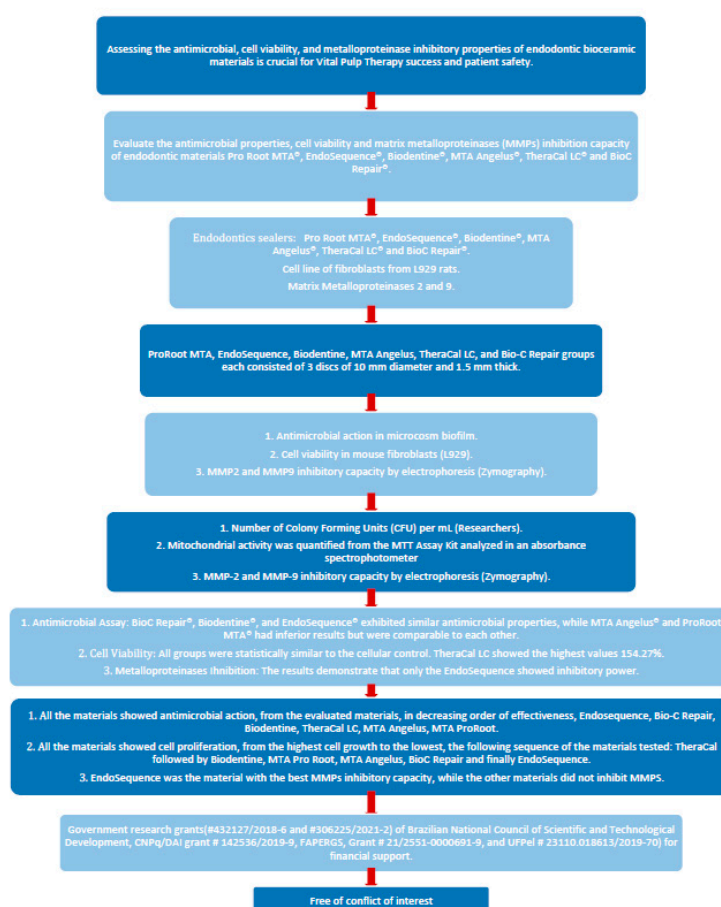 Assessing the antimicrobial, cell viability, and metalloproteinase inhibitory properties of endodontic bioceramic
materials is crucial for Vital Pulp Therapy success and patient safety.
Evaluate the antimicrobial properties, cell viability and matrix metalloproteinases (MMPs) inhibition capacity
of endodontic materials Pro Root MTA®, EndoSequence®, Biodentine®, MTA Angelus®, TheraCal LC® and BioC
Repair®.
Endodontics sealers: Pro Root MTA®, EndoSequence®, Biodentine®, MTA
Angelus®, TheraCal LC® and BioC Repair®.
Cell line of fibroblasts from L929 rats.
Matrix Metalloproteinases 2 and 9.
ProRoot MTA, EndoSequence, Biodentine, MTA Angelus, TheraCal LC, and Bio-C Repair groups
each consisted of 3 discs of 10 mm diameter and 1.5 mm thick.
1. Antimicrobial action in microcosm biofilm.
2. Cell viability in mouse fibroblasts (L929).
3. MMP2 and MMP9 inhibitory capacity by electrophoresis (Zymography).
1. Number of Colony Forming Units (CFU) per mL (Researchers).
2. Mitochondrial activity was quantified from the MTT Assay Kit analyzed in an absorbance
spectrophotometer
3. MMP-2 and MMP-9 inhibitory capacity by electrophoresis (Zymography).
1. Antimicrobial Assay: BioC Repair®, Biodentine®, and EndoSequence® exhibited similar antimicrobial properties, while MTA Angelus® and ProRoot
MTA® had inferior results but were comparable to each other.
2. Cell Viability: All groups were statistically similar to the cellular control. TheraCal LC showed the highest values 154.27%.
3. Metalloproteinases Ihnibition: The results demonstrate that only the EndoSequence showed inhibitory power.
1. All the materials showed antimicrobial action, from the evaluated materials, in decreasing order of effectiveness, Endosequence, Bio-C Repair,
Biodentine, TheraCal LC, MTA Angelus, MTA ProRoot.
2. All the materials showed cell proliferation, from the highest cell growth to the lowest, the following sequence of the materials tested: TheraCal
followed by Biodentine, MTA Pro Root, MTA Angelus, BioC Repair and finally EndoSequence.
3. EndoSequence was the material with the best MMPs inhibitory capacity, while the other materials did not inhibit MMPS.
Government research grants(#432127/2018-6 and #306225/2021-2) of Brazilian National Council of Scientific and Technological
Development, CNPq/DAI grant # 142536/2019-9, FAPERGS, Grant # 21/2551-0000691-9, and UFPel # 23110.018613/2019-70) for
financial support.
Free of conflict of interest